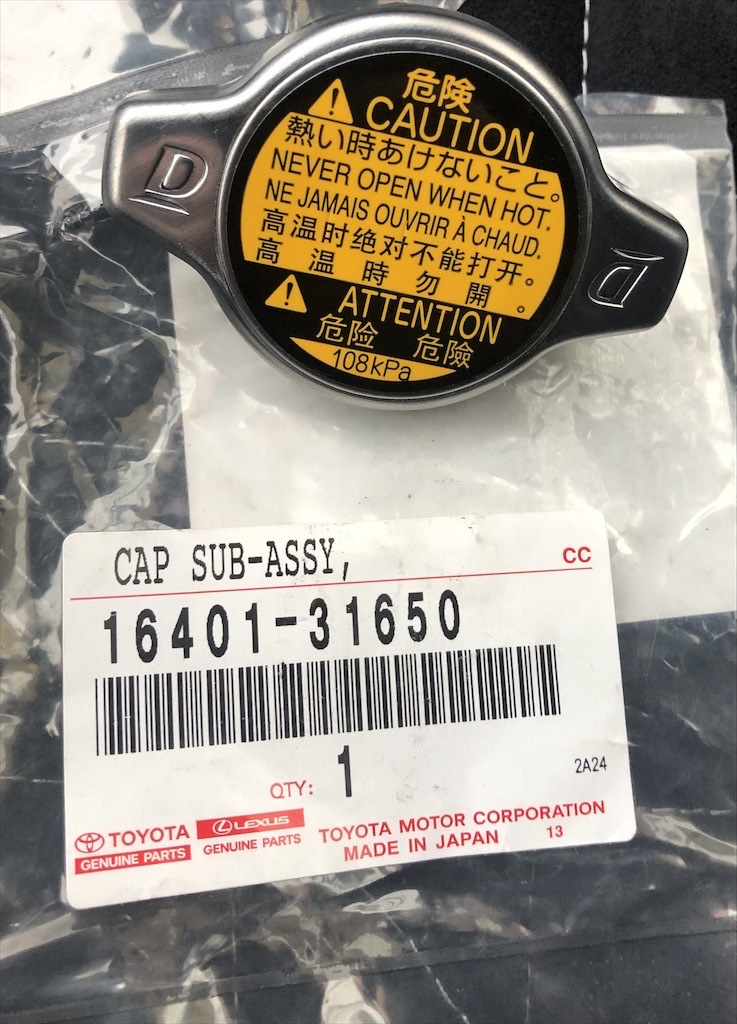 危険
CAUTION
熱い時あけないこと。
NEVER OPEN WHEN HOT.
NE JAMAIS OUVRIR À CHAUD.
高温时绝对不能打开。
高温時勿開。
ATTENTION
危险 危險
108kPa
D
D
CAP SUB-ASSY,
CC
16401-31650
QTY: 1
2A24
TOYOTA
GENUINE PARTS
LEXUS
GENUINE PARTS
TOYOTA MOTOR CORPORATION
MADE IN JAPAN 13